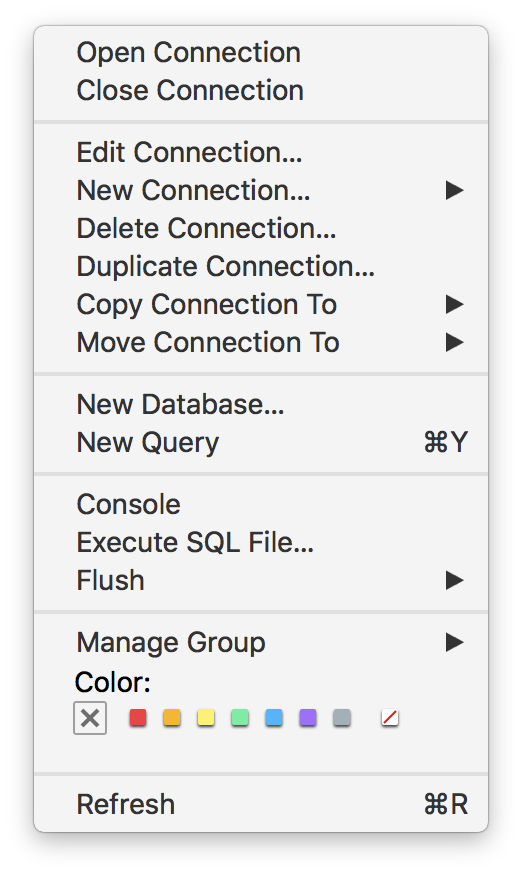 Open Connection
Close Connection
Edit Connection...
New Connection...
Delete Connection...
Duplicate Connection...
Copy Connection To
Move Connection To
New Database...
New Query ⌘Y
Console
Execute SQL File...
Flush
Manage Group
Color:
Refresh ⌘R